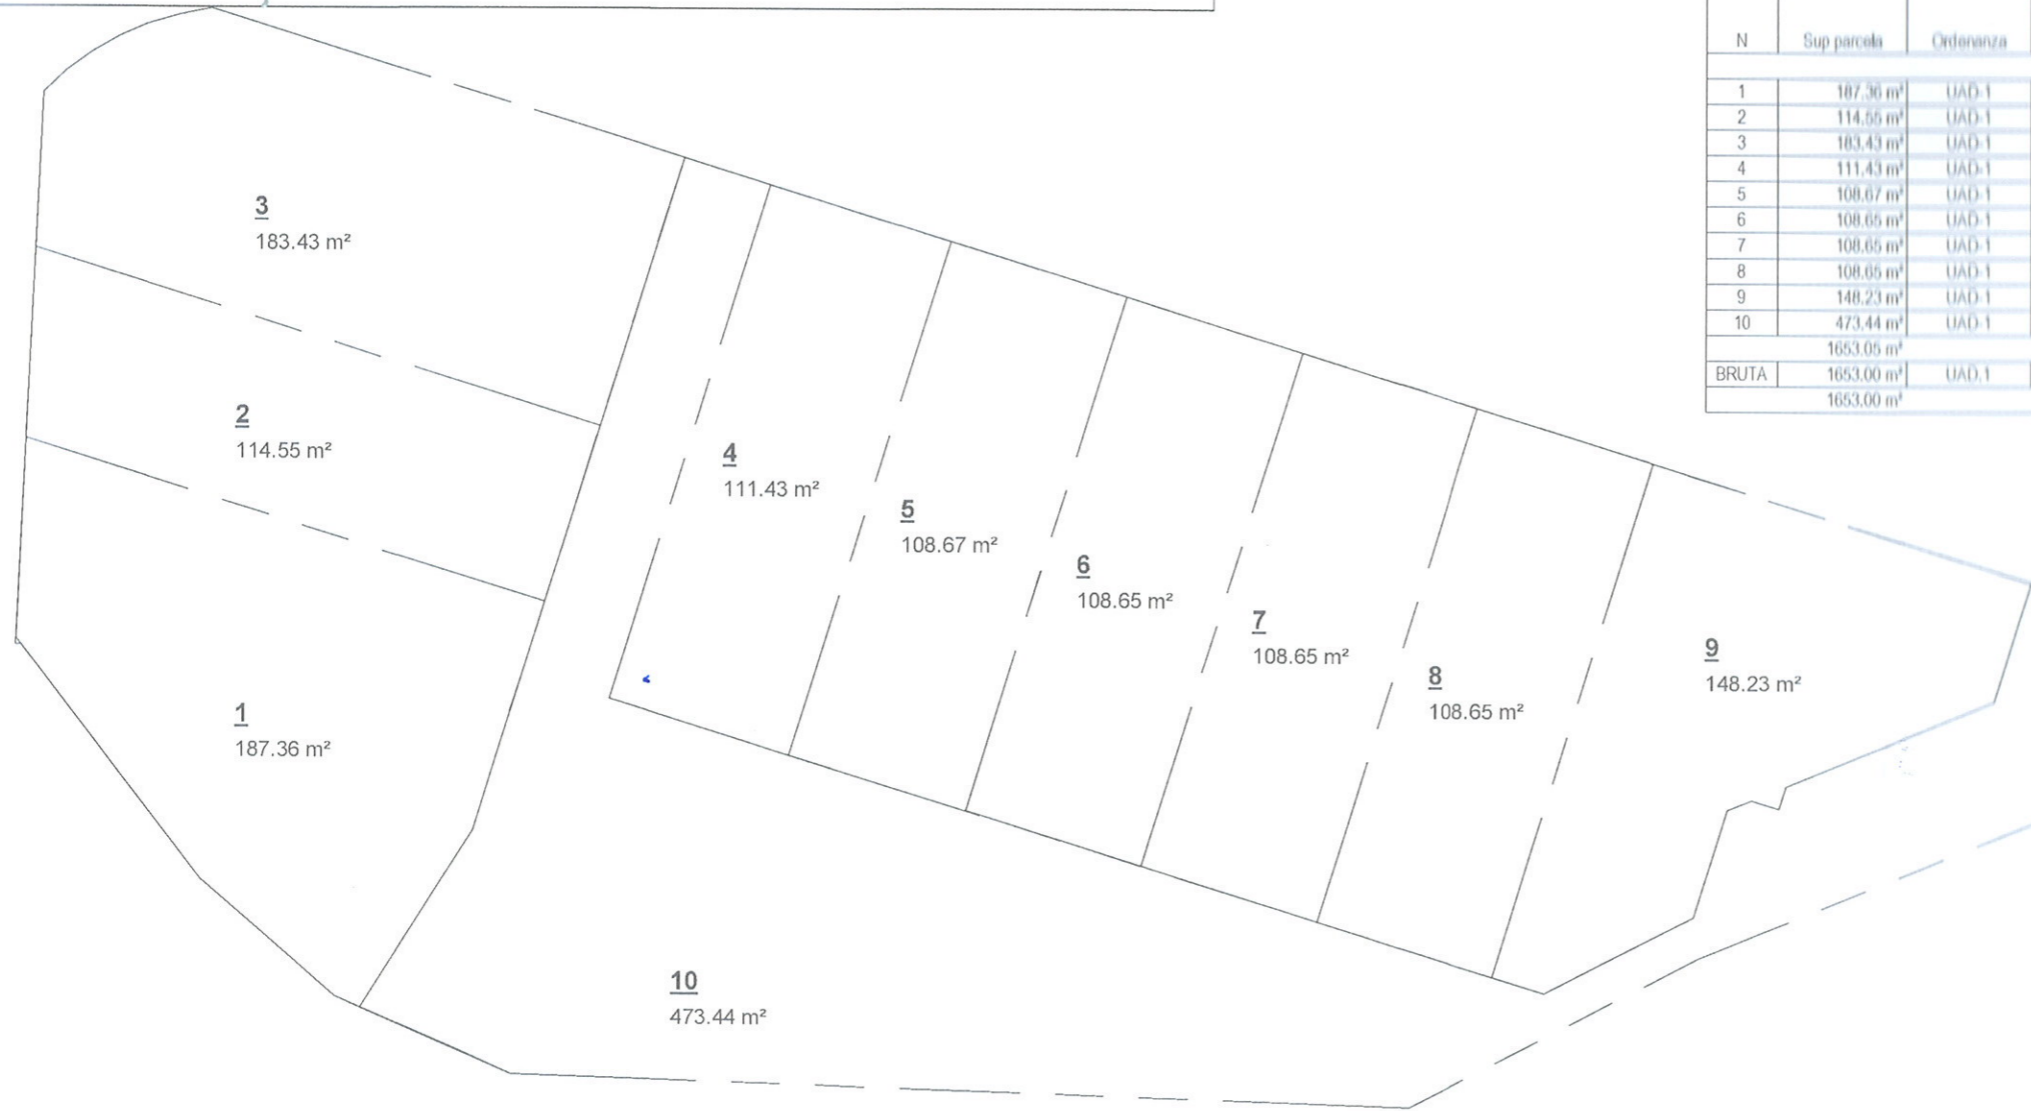 N Sup parcela Ordenanza
1 187.36 m² UAD-1
2 114.55 m² UAD-1
3 183.43 m² UAD-1
4 111.43 m² UAD-1
5 108.67 m² UAD-1
6 108.65 m² UAD-1
7 108.65 m² UAD-1
8 108.65 m² UAD-1
9 148.23 m² UAD-1
10 473.44 m² UAD-1
1653.05 m²
BRUTA 1653.00 m² UAD.1
1653.00 m²
3
183.43 m²
2
114.55 m²
1
187.36 m²
4
111.43 m²
5
108.67 m²
6
108.65 m²
7
108.65 m²
8
108.65 m²
9
148.23 m²
10
473.44 m²